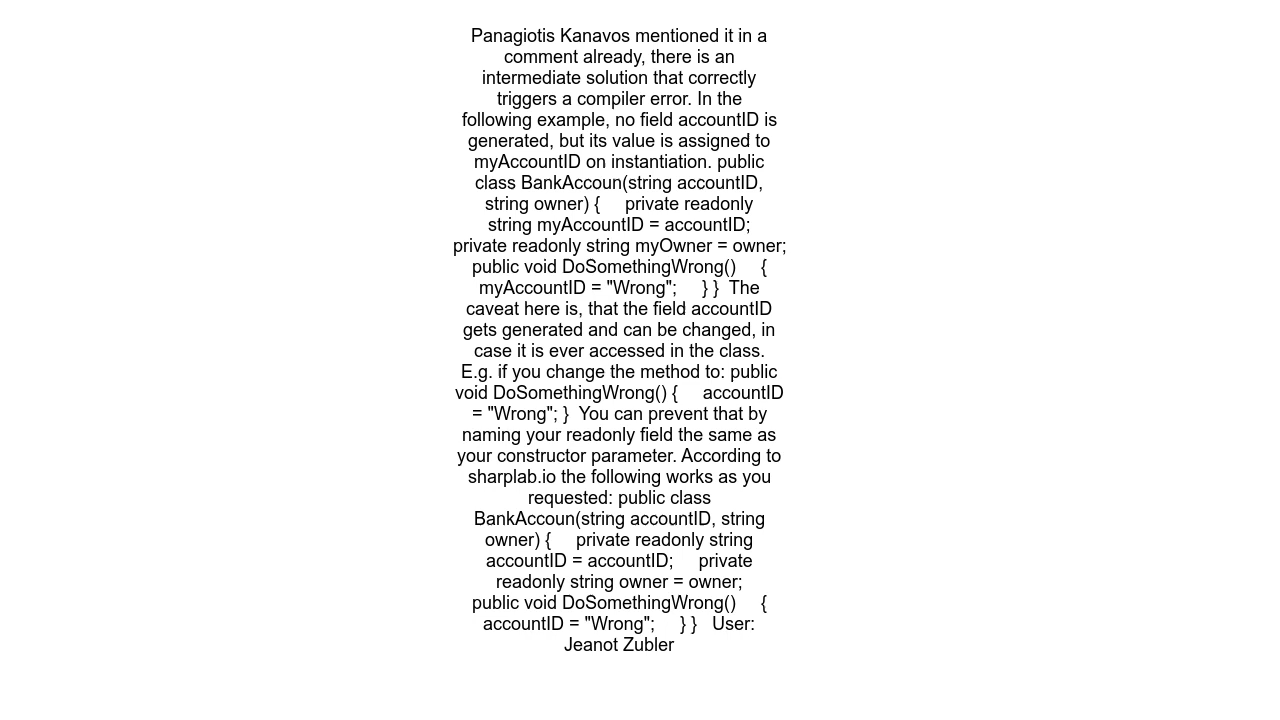 Panagiotis Kanavos mentioned it in a
comment already, there is an
intermediate solution that correctly
triggers a compiler error. In the
following example, no field accountID is
generated, but its value is assigned to
myAccountID on instantiation. public
class BankAccoun(string accountID,
string owner) {     private readonly
string myAccountID = accountID;
private readonly string myOwner = owner;
public void DoSomethingWrong()     {
myAccountID = "Wrong";     } }  The
caveat here is, that the field accountID
gets generated and can be changed, in
case it is ever accessed in the class.
E.g. if you change the method to: public
void DoSomethingWrong() {     accountID
= "Wrong"; }  You can prevent that by
naming your readonly field the same as
your constructor parameter. According to
sharplab.io the following works as you
requested: public class
BankAccoun(string accountID, string
owner) {     private readonly string
accountID = accountID;     private
readonly string owner = owner;
public void DoSomethingWrong()     {
accountID = "Wrong";     } }   User:
Jeanot Zubler